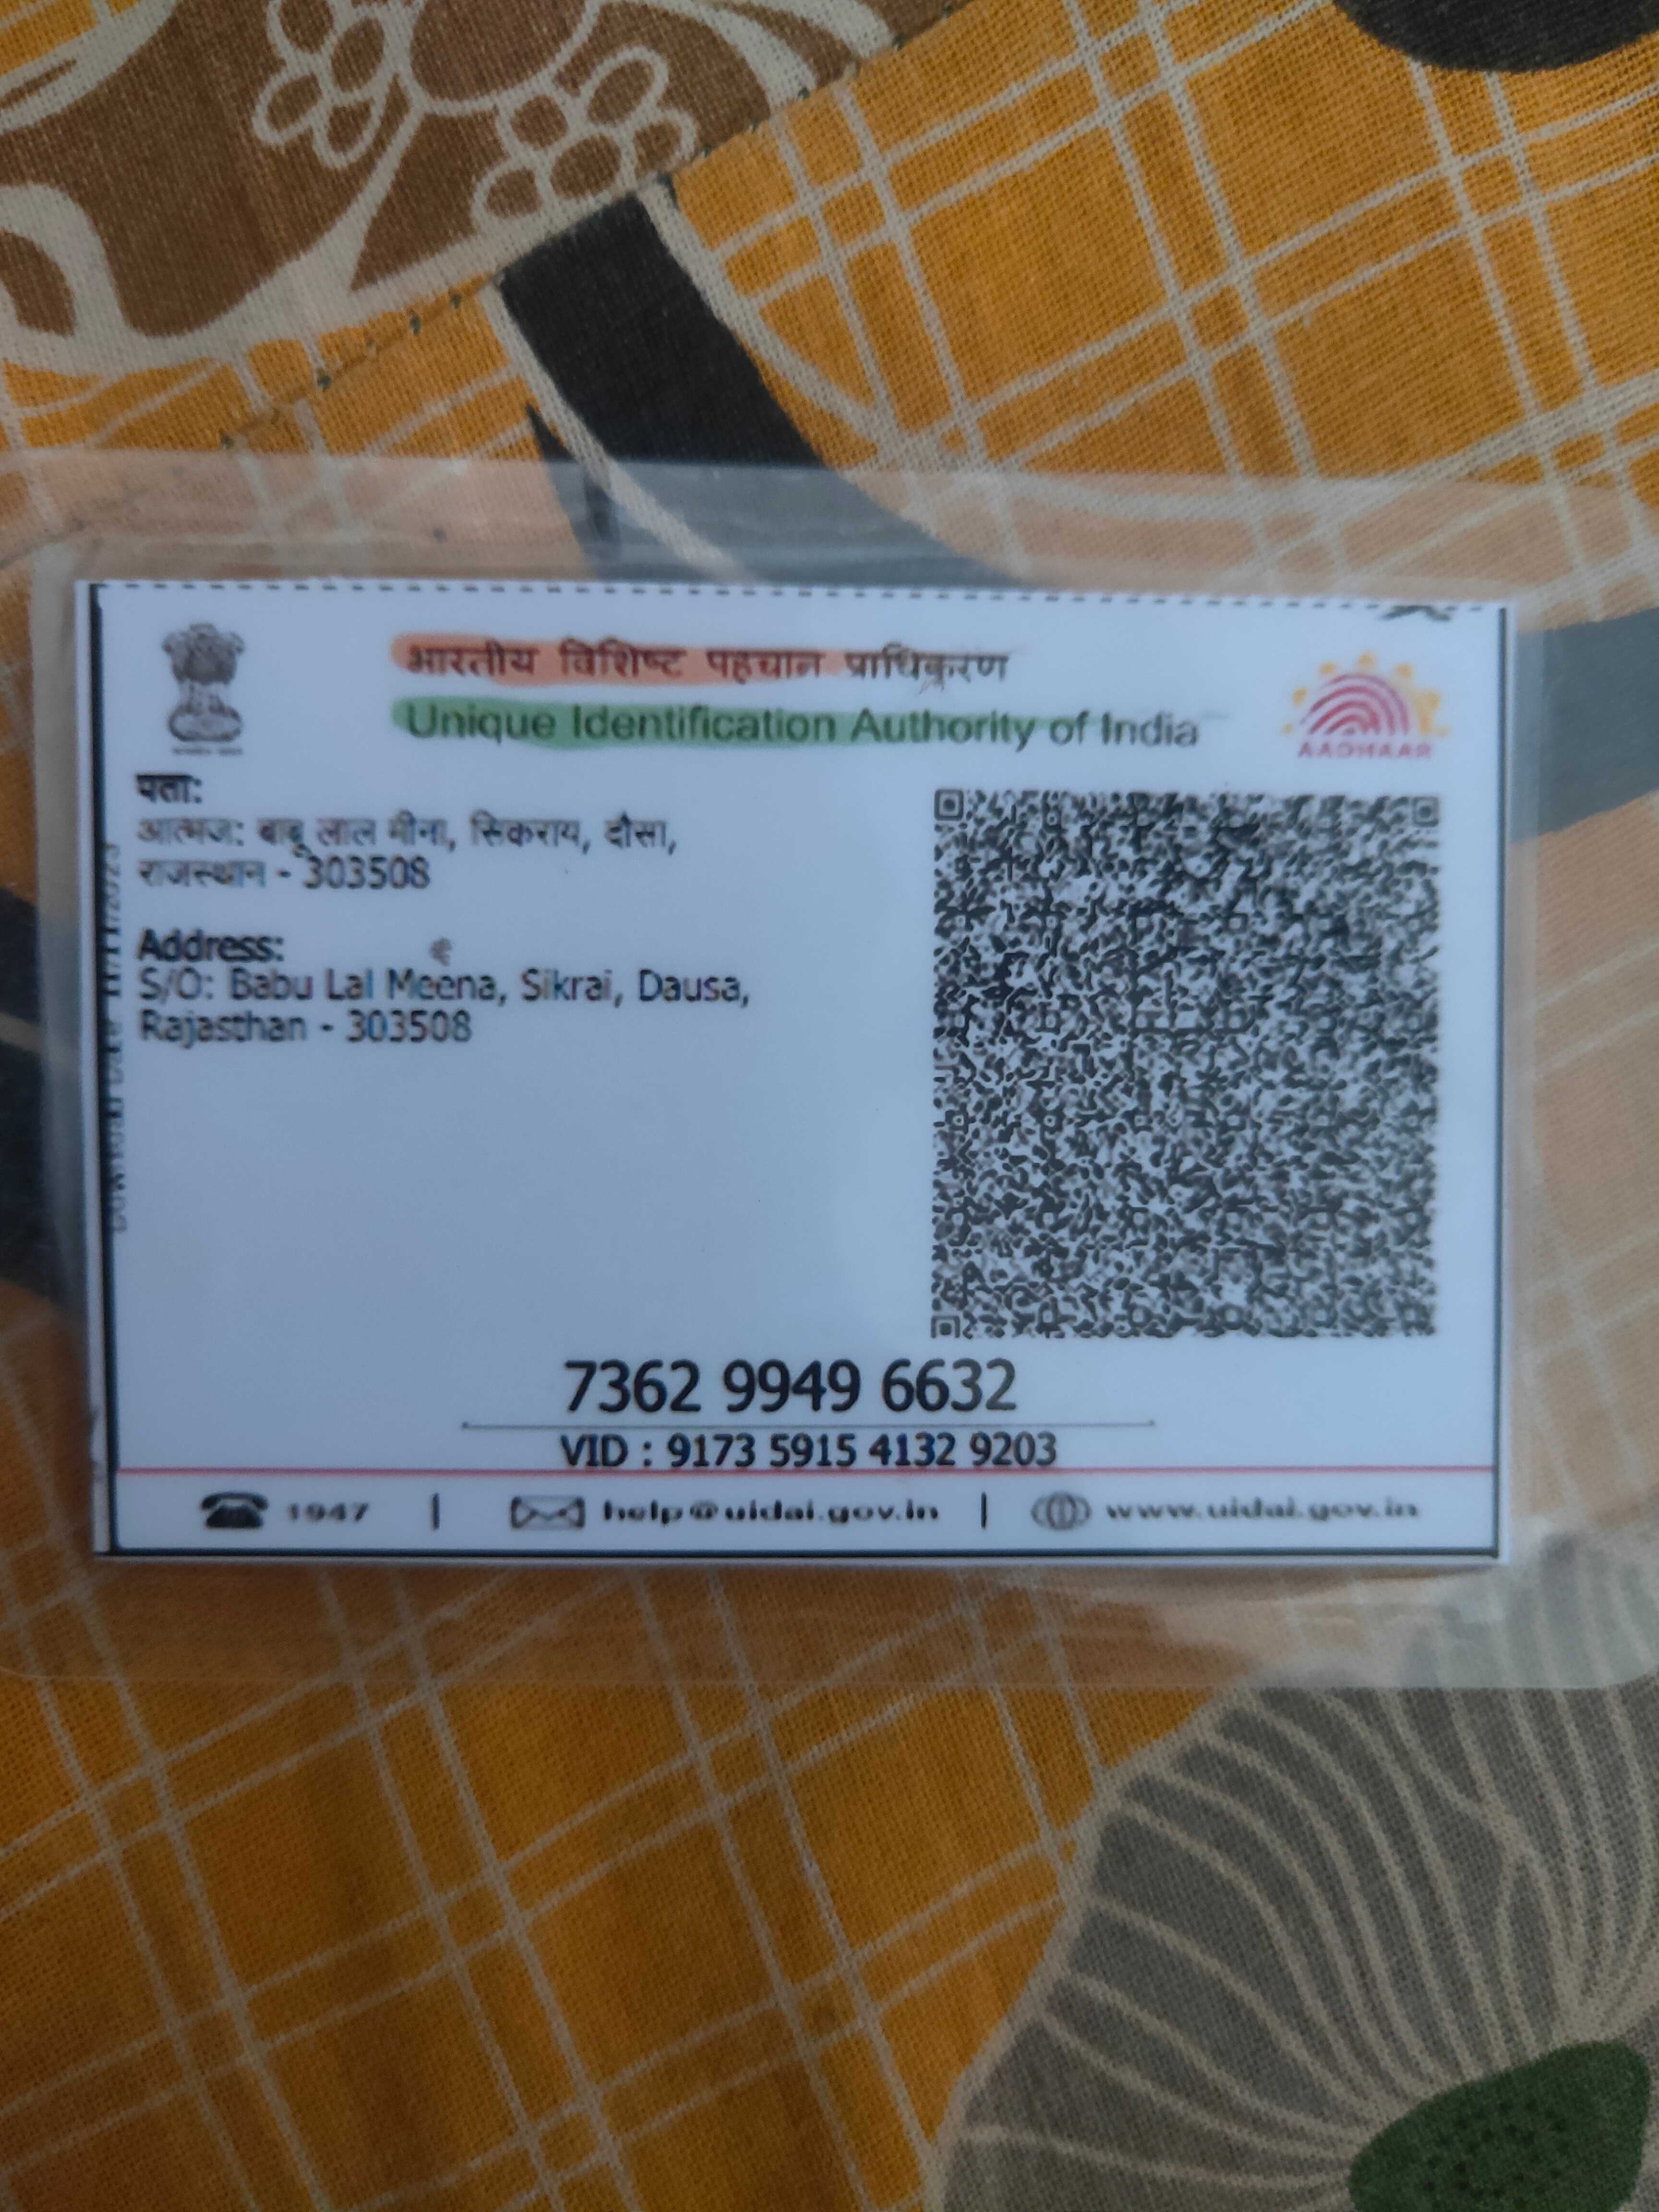 भारतीय विशिष्ट पहचान प्राधिकरण
Unique Identification Authority of India
AADHAAR
पता:
आत्मज: बाबू लाल मीना, सिकराय, दौसा,
राजस्थान - 303508
Address:
S/O: Babu Lal Meena, Sikrai, Dausa,
Rajasthan - 303508
7362 9949 6632
VID : 9173 5915 4132 9203
1947 | help@uidai.gov.in | www.uidai.gov.in